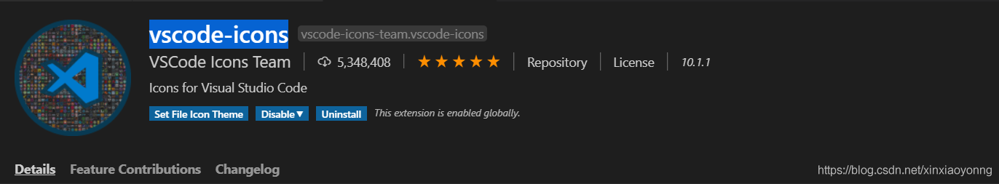 vscode-icons vscode-icons-team.vscode-icons
VSCode Icons Team 5,348,408 Repository License 10.1.1
Icons for Visual Studio Code
Set File Icon Theme Disable▼ Uninstall This extension is enabled globally.
Details Feature Contributions Changelog
https://blog.csdn.net/xinxiaoyonng